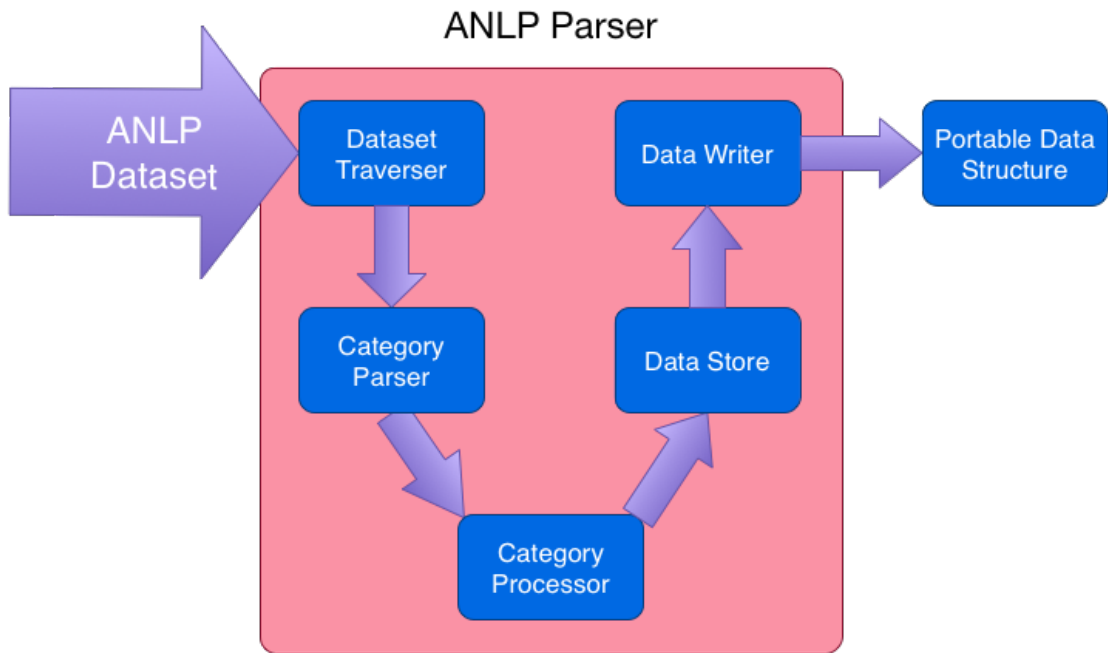 ANLP Parser
ANLP
Dataset
Dataset
Traverser
Data Writer
Portable Data
Structure
Category
Parser
Data Store
Category
Processor